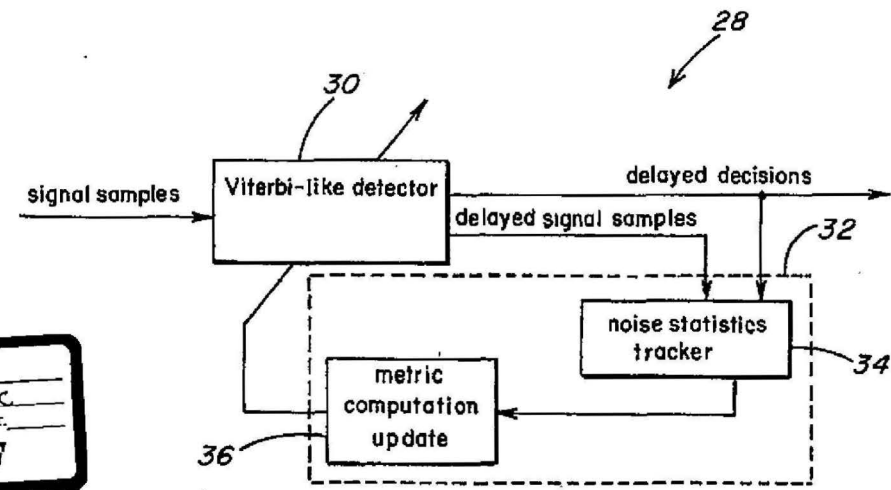 28
30
signal samples
Viterbi-like detector
delayed decisions
delayed signal samples
32
noise statistics
tracker
34
metric
computation
update
36